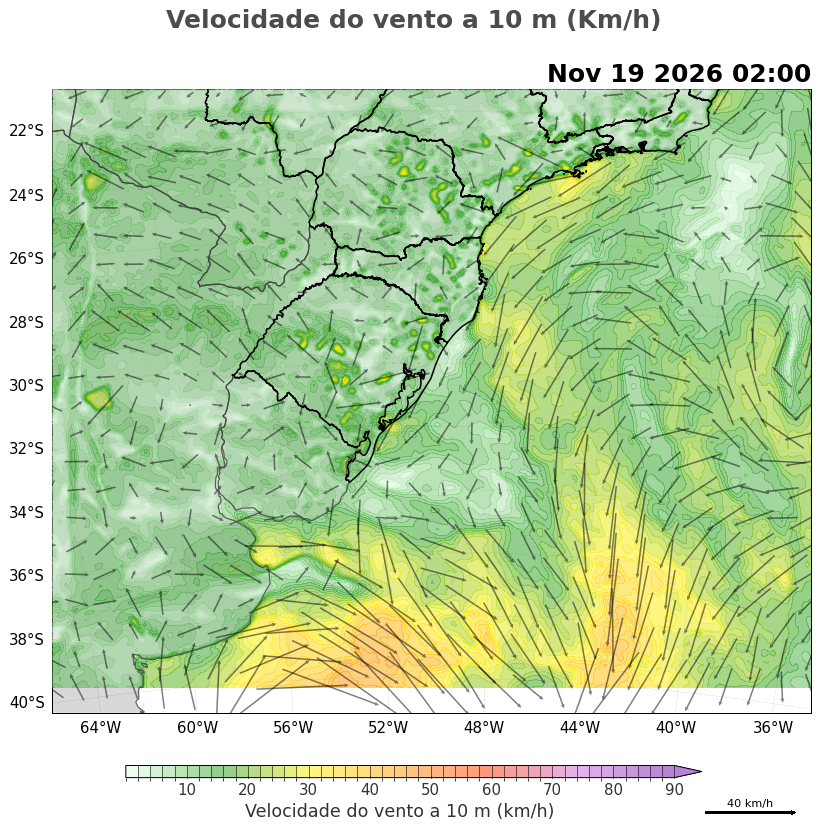 Velocidade do vento a 10 m (Km/h)
Nov 19 2026 02:00
22°S
24°S
26°S
28°S
30°S
32°S
34°S
36°S
38°S
40°S
64°W 60°W 56°W 52°W 48°W 44°W 40°W 36°W
10 20 30 40 50 60 70 80 90
Velocidade do vento a 10 m (km/h)
40 km/h